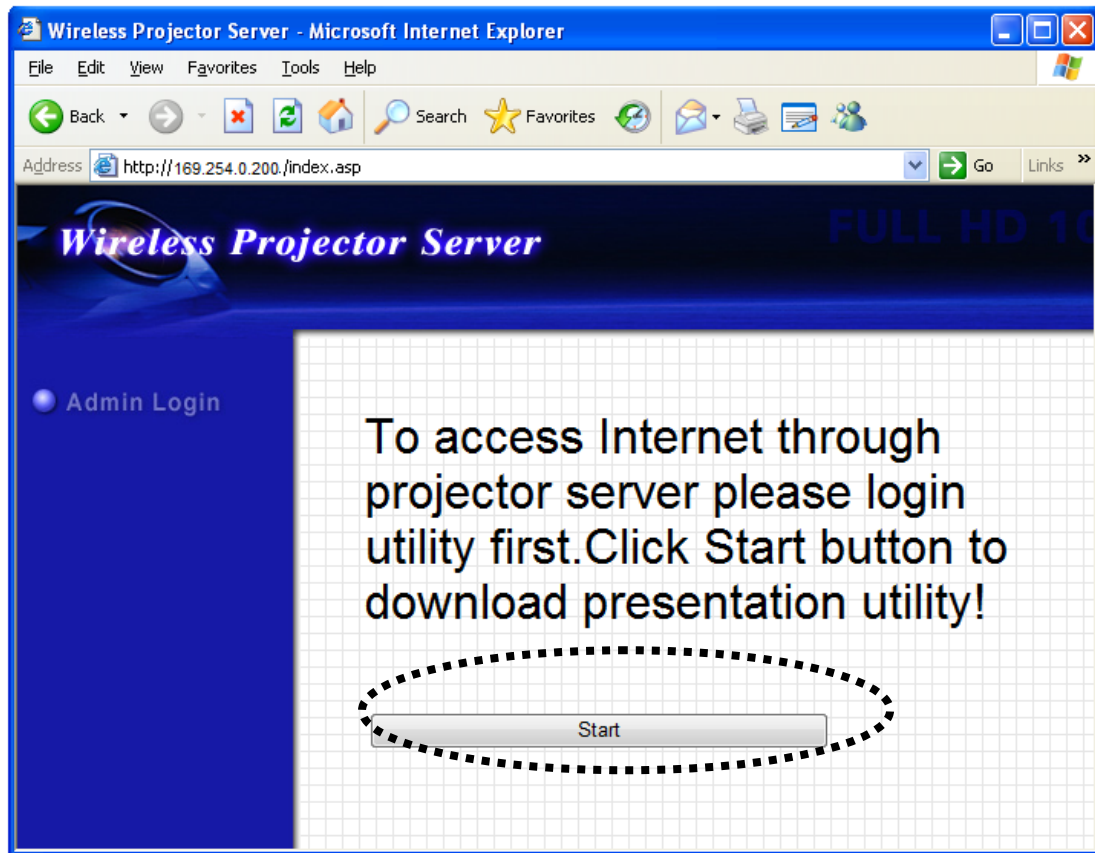 Wireless Projector Server - Microsoft Internet Explorer
File Edit View Favorites Tools Help
Back Search Favorites
Address http://169.254.0.200./index.asp Go Links »
Wireless Projector Server
FULL HD 10
Admin Login
To access Internet through
projector server please login
utility first.Click Start button to
download presentation utility!
Start